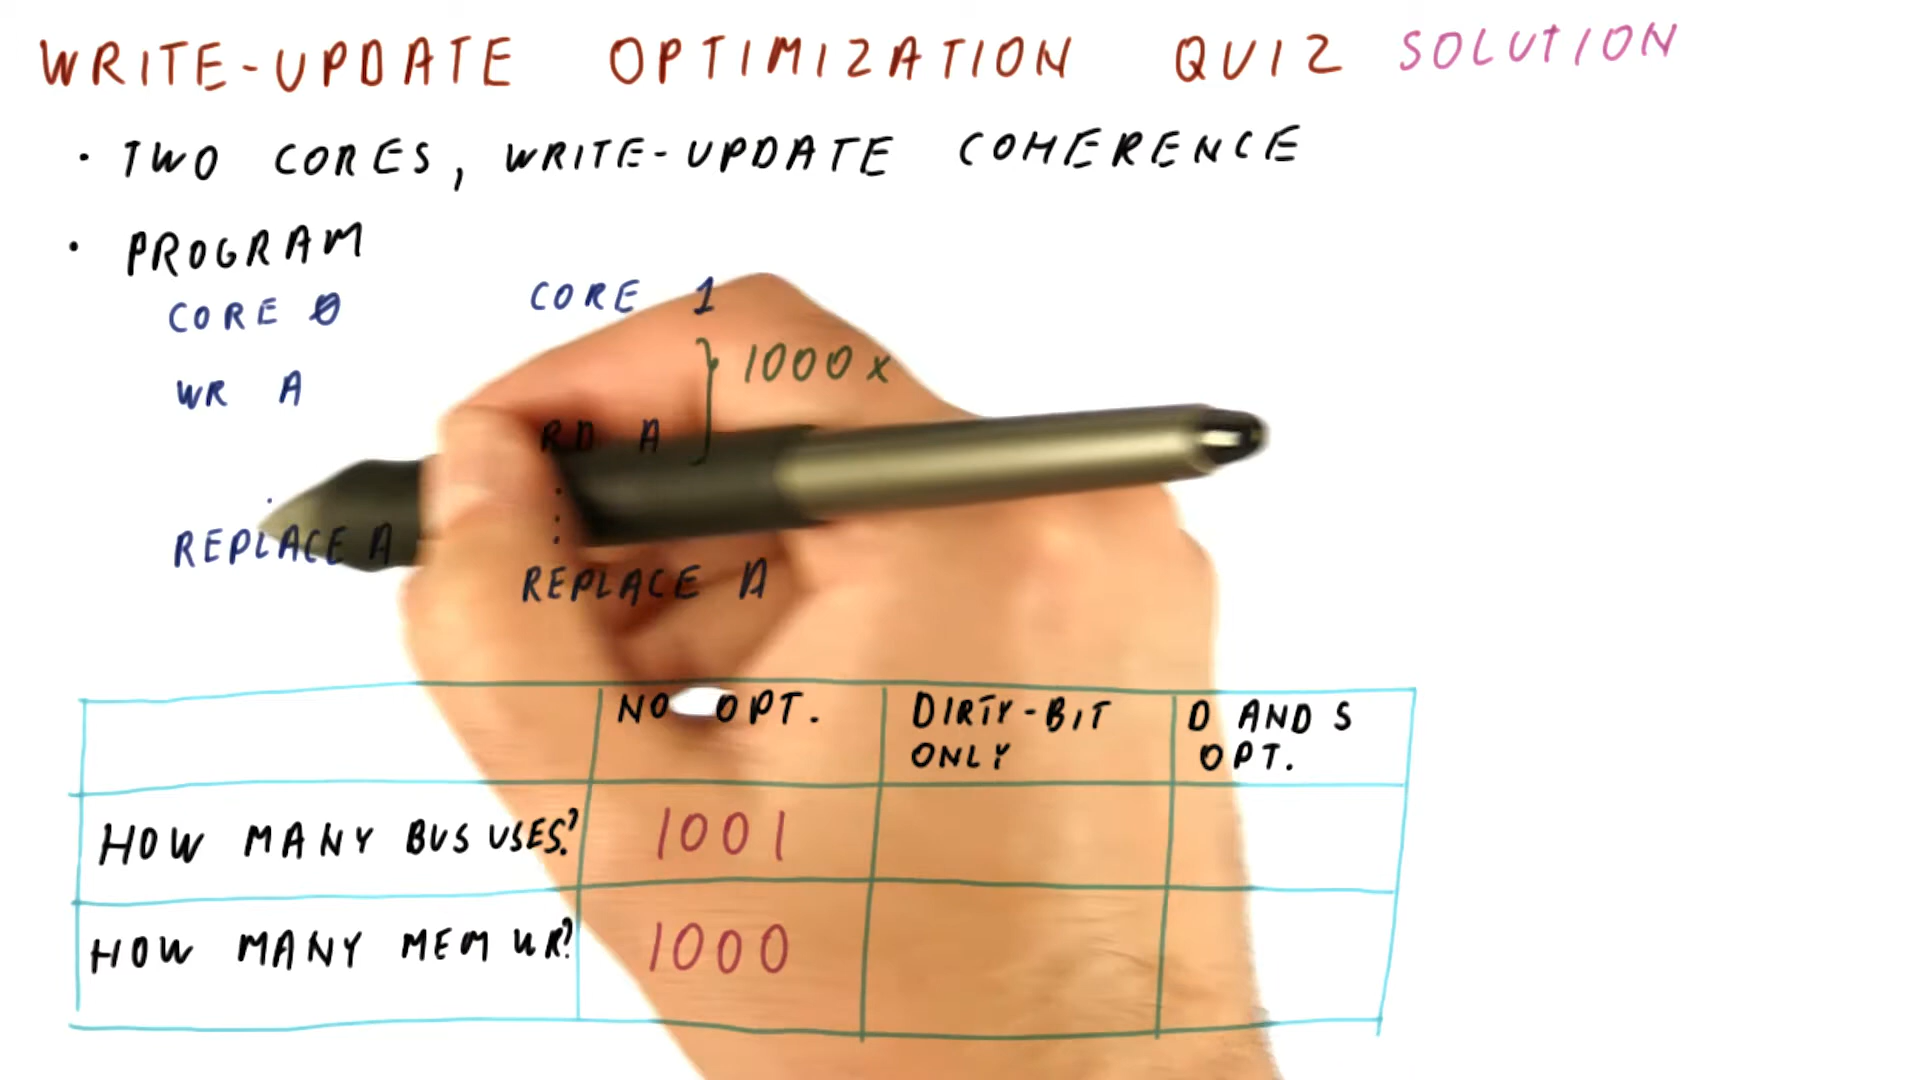 WRITE-UPDATE OPTIMIZATION QUIZ SOLUTION
• TWO CORES, WRITE-UPDATE COHERENCE
• PROGRAM
CORE 0 CORE 1
1000 x
WR A
RD A
REPLACE A
REPLACE A
NO OPT. DIRTY-BIT ONLY D AND S OPT.
HOW MANY BUS USES? 1001
HOW MANY MEM WR? 1000